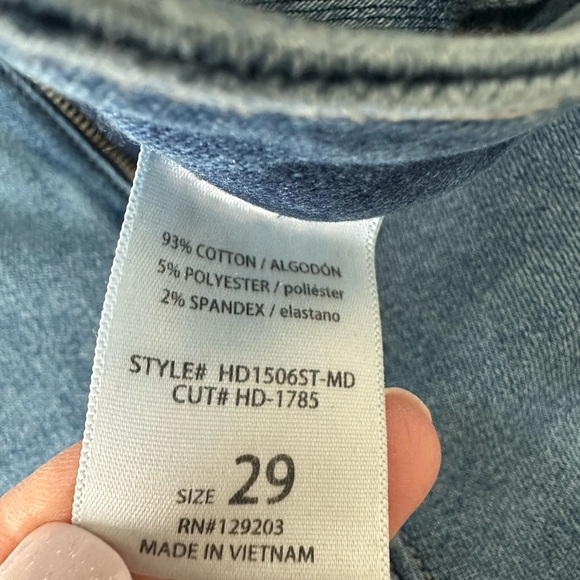 93% COTTON / ALGODÓN
5% POLYESTER / poliéster
2% SPANDEX / elastano
STYLE# HD1506ST-MD
CUT# HD-1785
SIZE 29
RN#129203
MADE IN VIETNAM